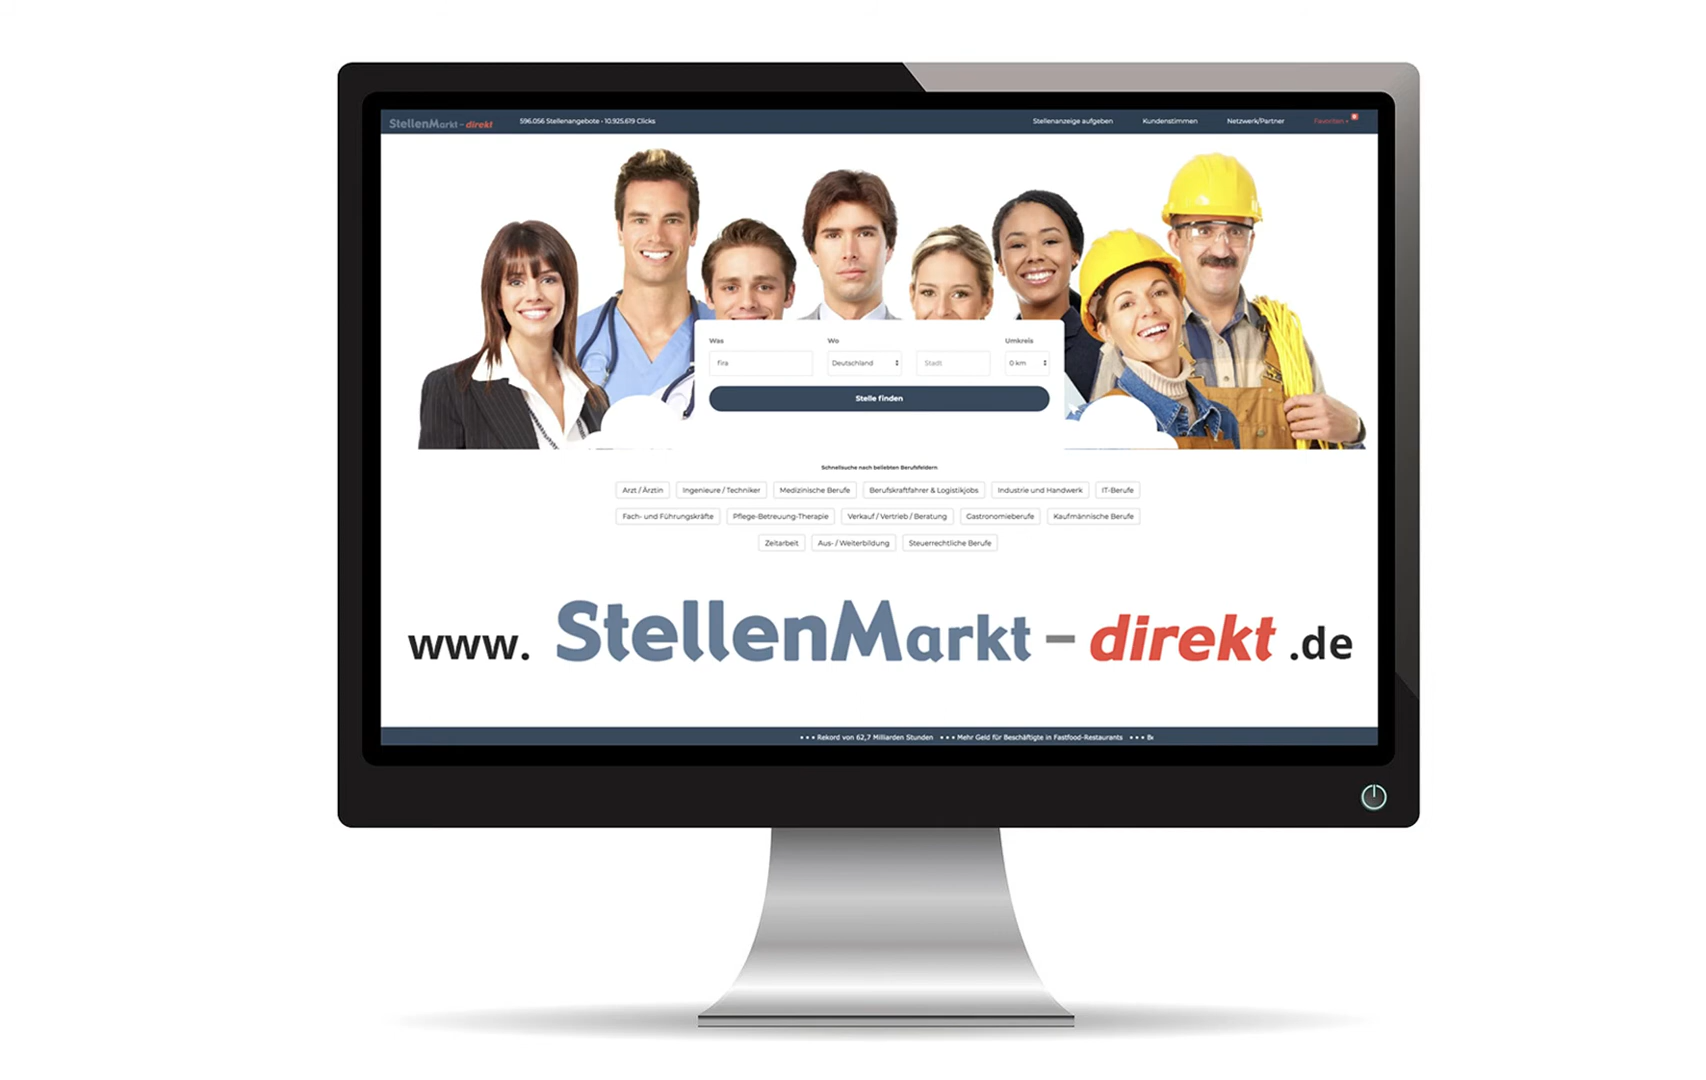 StellenMarkt - direkt 596.056 Stellenangebote - 10.925.619 Clicks Stellenanzeige aufgeben Kundenstimmen Netzwerk/Partner Favoriten
Was Wo Umkreis
fira Deutschland Stadt 0 km
Stelle finden
Schnellsuche nach beliebten Berufsfeldern
Arzt / Ärztin Ingenieure / Techniker Medizinische Berufe Berufskraftfahrer & Logistikjobs Industrie und Handwerk IT-Berufe
Fach- und Führungskräfte Pflege-Betreuung-Therapie Verkauf / Vertrieb / Beratung Gastronomieberufe Kaufmännische Berufe
Zeitarbeit Aus- / Weiterbildung Steuerrechtliche Berufe
www. StellenMarkt - direkt .de
• • • Rekord von 62,7 Milliarden Stunden • • • Mehr Geld für Beschäftigte in Fastfood-Restaurants • • • Be